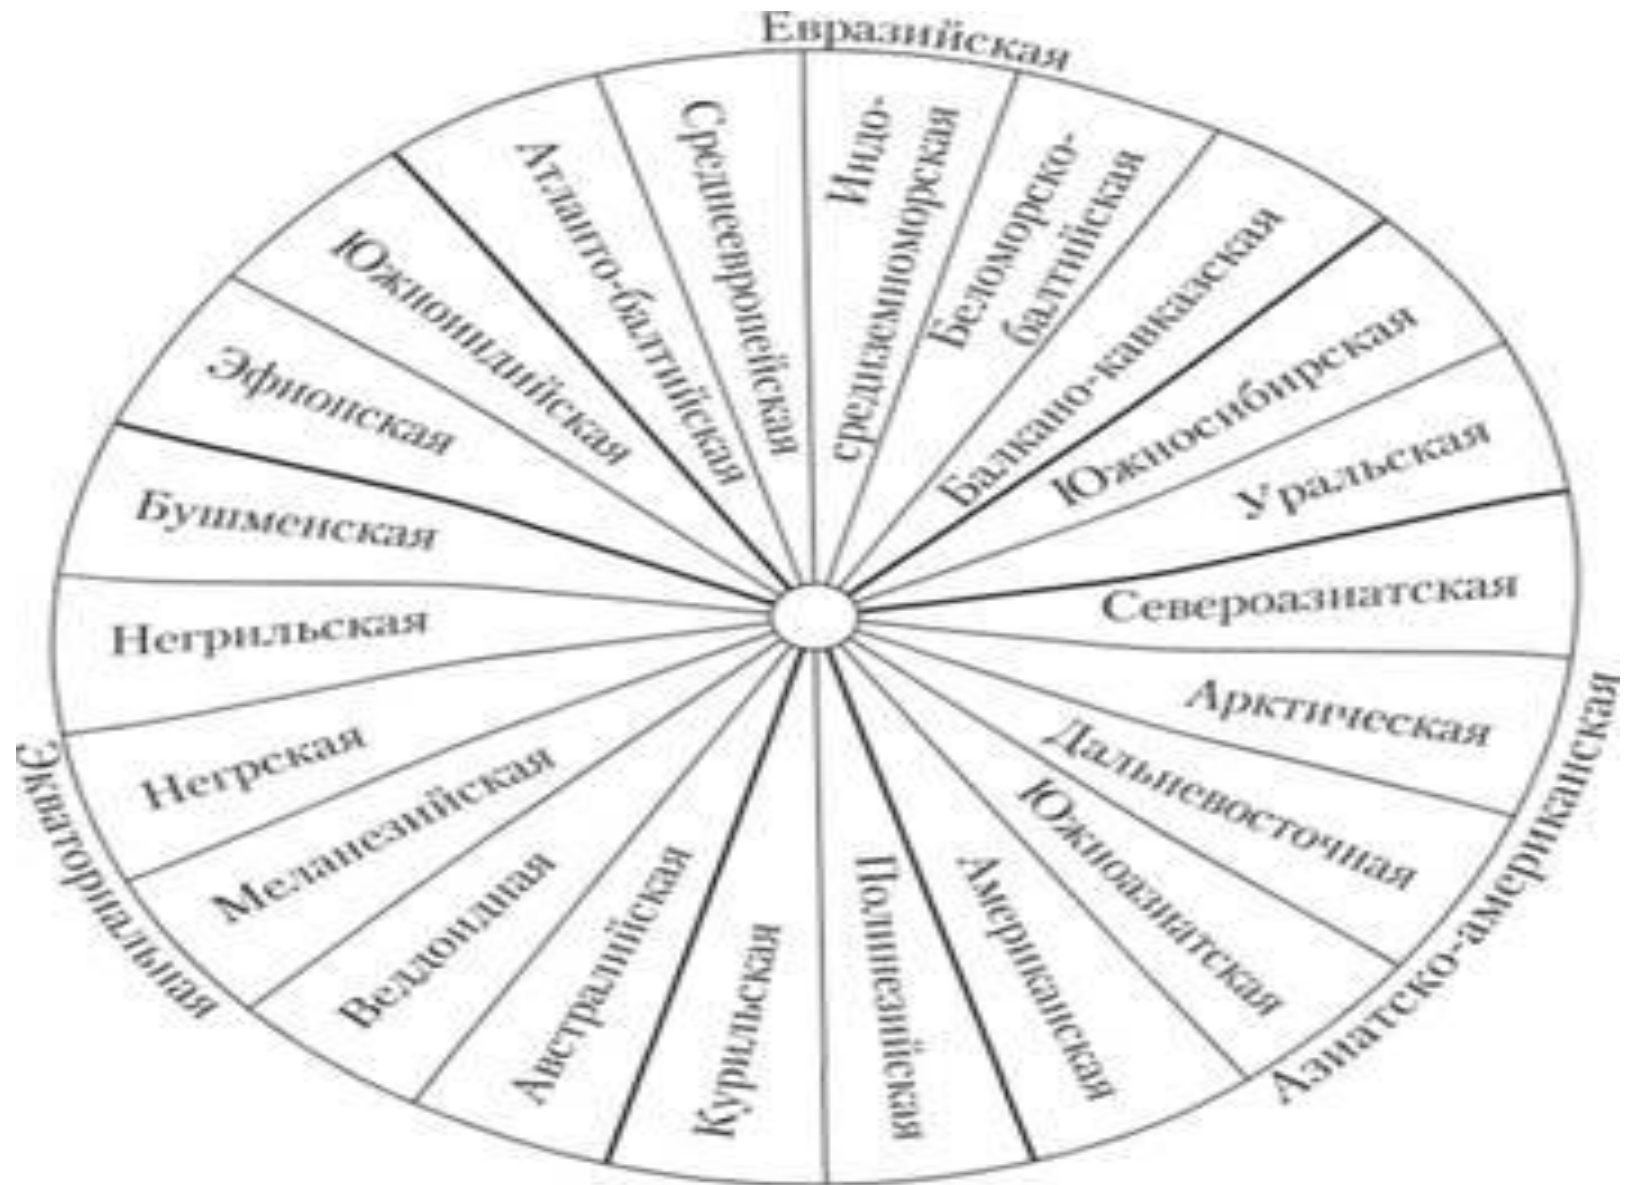 Евразийская
Индо-
средиземноморская
Беломорско-
балтийская
Балкано-кавказская
Южносибирская
Уральская
Североазиатская
Арктическая
Дальневосточная
Южноазиатская
Американская
Азиатско-американская
Полинезийская
Курильская
Австралийская
Веддоидная
Меланезийская
Негрская
Негрильская
Экваториальная
Бушменская
Эфиопская
Южноиндийская
Атланто-балтийская
Среднеевропейская